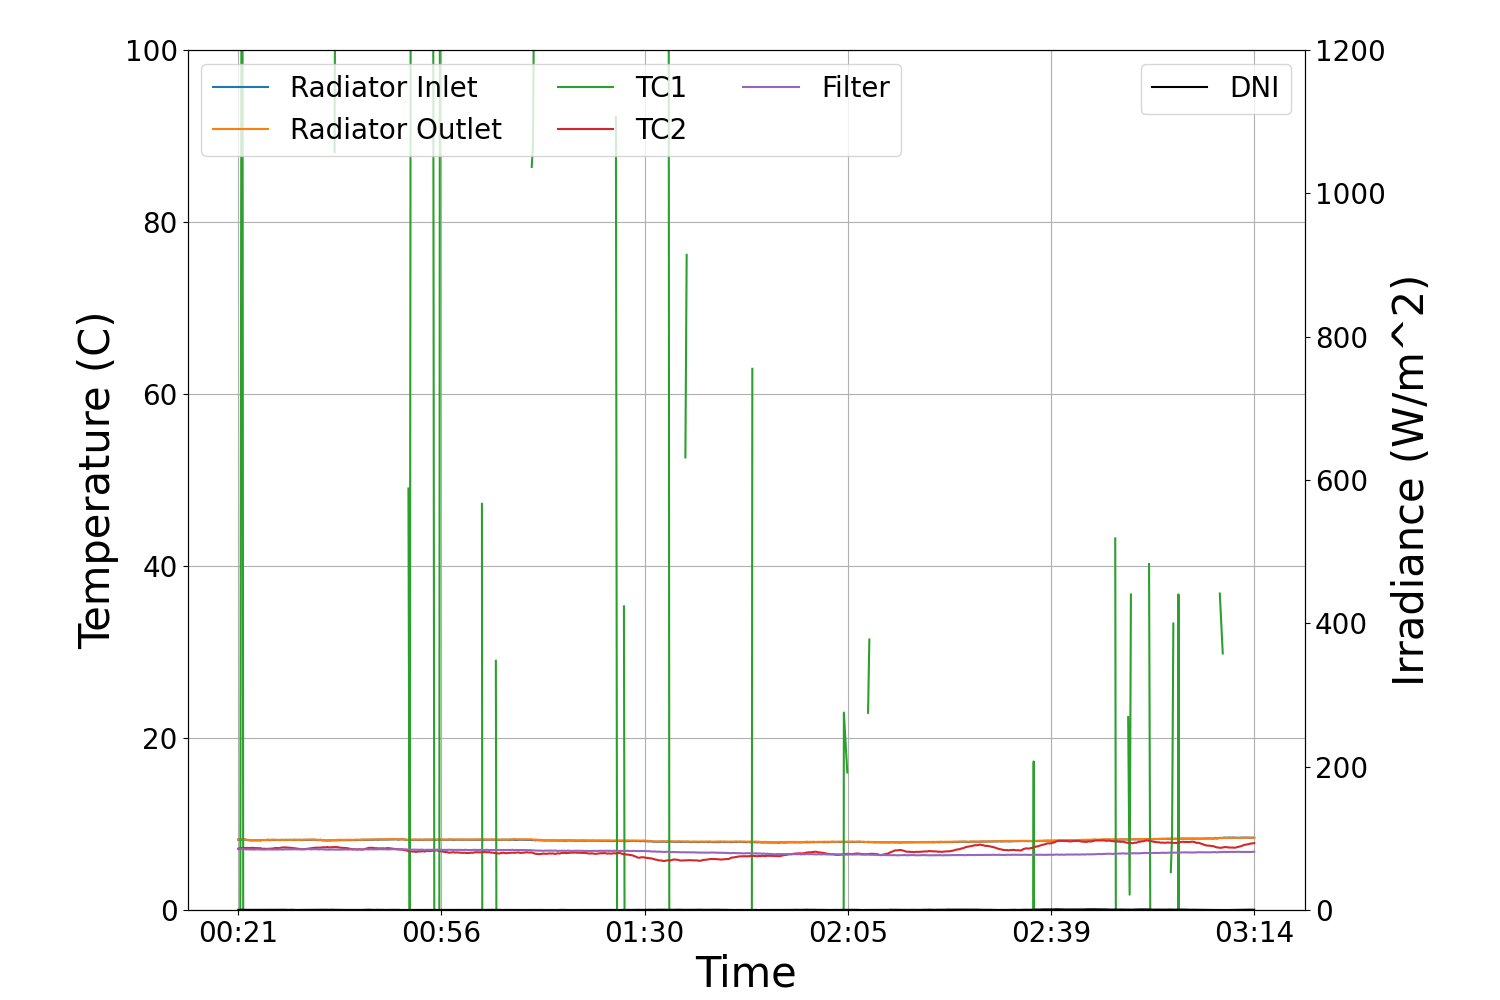 Radiator Inlet
Radiator Outlet
TC1
TC2
Filter
DNI
Temperature (C)
100
80
60
40
20
0
Irradiance (W/m^2)
1200
1000
800
600
400
200
0
00:21
00:56
01:30
02:05
02:39
03:14
Time